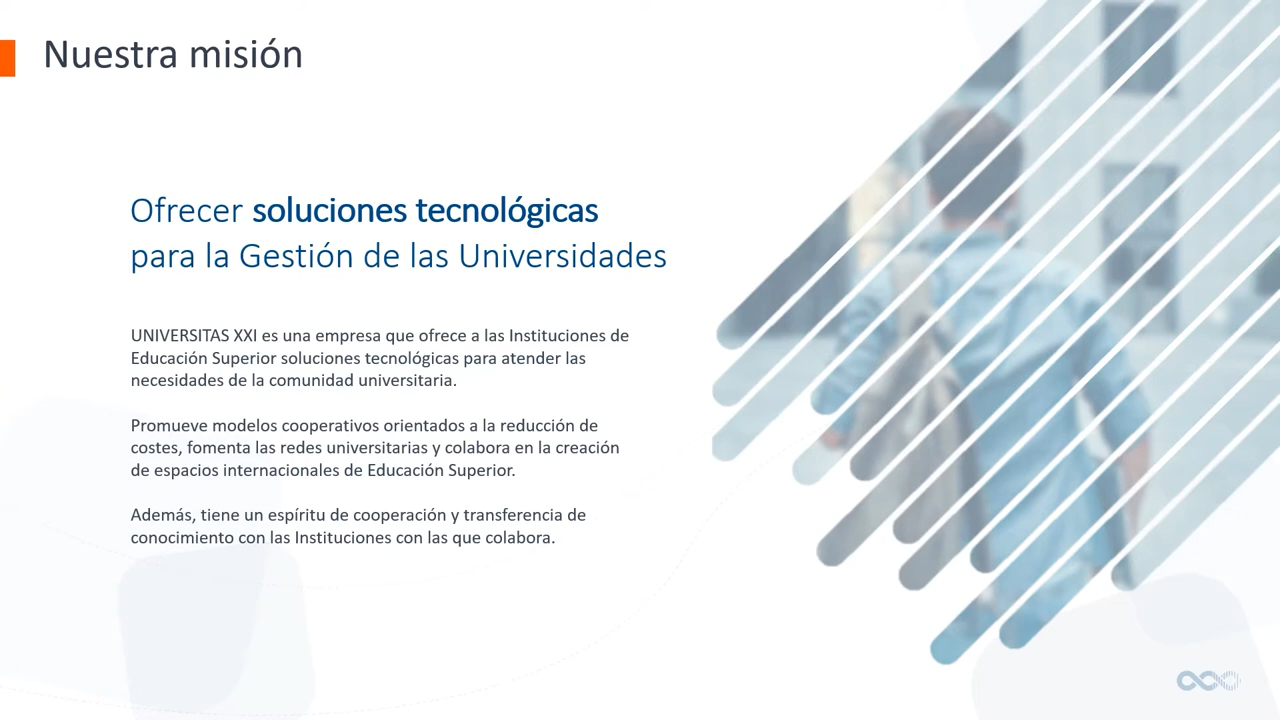 Nuestra misión
Ofrecer soluciones tecnológicas
para la Gestión de las Universidades
UNIVERSITAS XXI es una empresa que ofrece a las Instituciones de
Educación Superior soluciones tecnológicas para atender las
necesidades de la comunidad universitaria.
Promueve modelos cooperativos orientados a la reducción de
costes, fomenta las redes universitarias y colabora en la creación
de espacios internacionales de Educación Superior.
Además, tiene un espíritu de cooperación y transferencia de
conocimiento con las Instituciones con las que colabora.